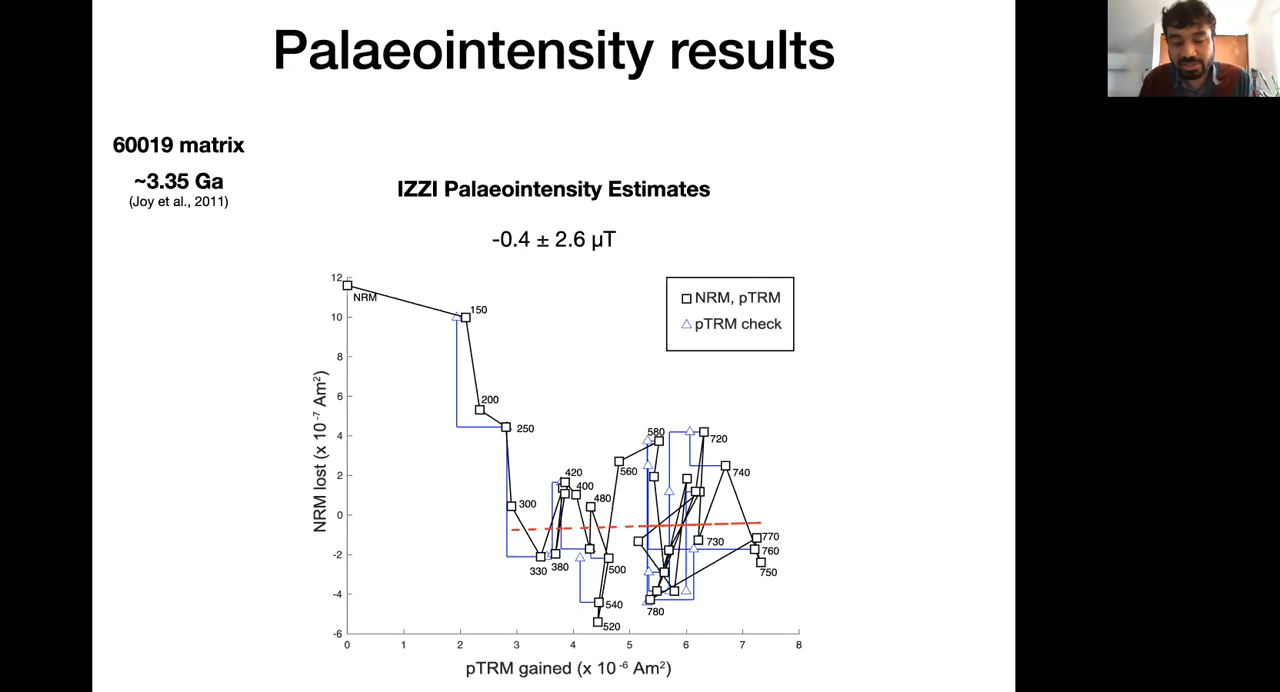 Palaeointensity results
60019 matrix
~3.35 Ga
(Joy et al., 2011)
IZZI Palaeointensity Estimates
-0.4 ± 2.6 µT
NRM, pTRM
pTRM check
NRM lost (x 10⁻⁷ Am²)
12
10
8
6
4
2
0
-2
-4
-6
NRM
150
200
250
300
330
380
420
400
480
500
540
520
560
580
720
740
730
770
760
750
780
0 1 2 3 4 5 6 7 8
pTRM gained (x 10⁻⁶ Am²)